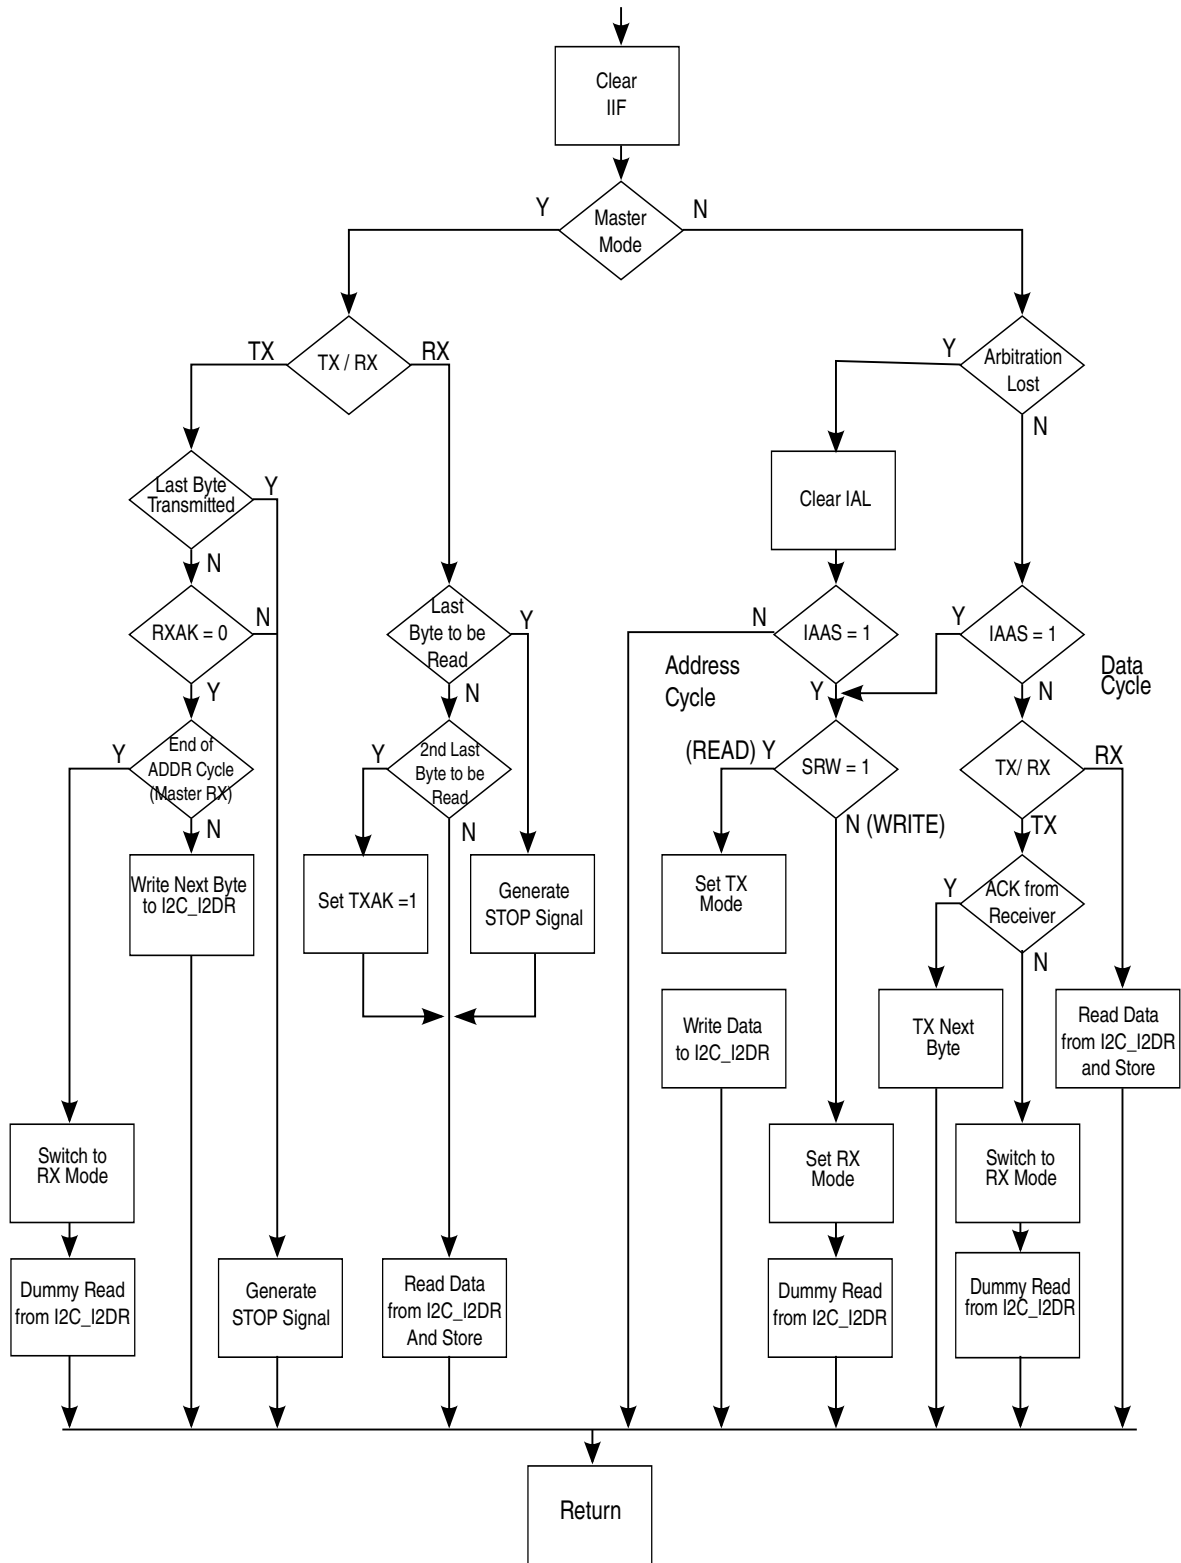 Clear
IIF
Y
Master
Mode
N
TX
TX / RX
RX
Y
Arbitration
Lost
N
Last Byte
Transmitted
Y
N
Clear IAL
RXAK = 0
N
Y
Last
Byte to be
Read
Y
N
N
IAAS = 1
Y
Address
Cycle
Y
IAAS = 1
N
Data
Cycle
Y
End of
ADDR Cycle
(Master RX)
N
Y
2nd Last
Byte to be
Read
N
(READ) Y
SRW = 1
N (WRITE)
TX/ RX
RX
TX
Write Next Byte
to I2C_I2DR
Set TXAK =1
Generate
STOP Signal
Set TX
Mode
Y
ACK from
Receiver
N
Write Data
to I2C_I2DR
TX Next
Byte
Read Data
from I2C_I2DR
and Store
Switch to
RX Mode
Set RX
Mode
Switch to
RX Mode
Dummy Read
from I2C_I2DR
Generate
STOP Signal
Read Data
from I2C_I2DR
And Store
Dummy Read
from I2C_I2DR
Dummy Read
from I2C_I2DR
Return